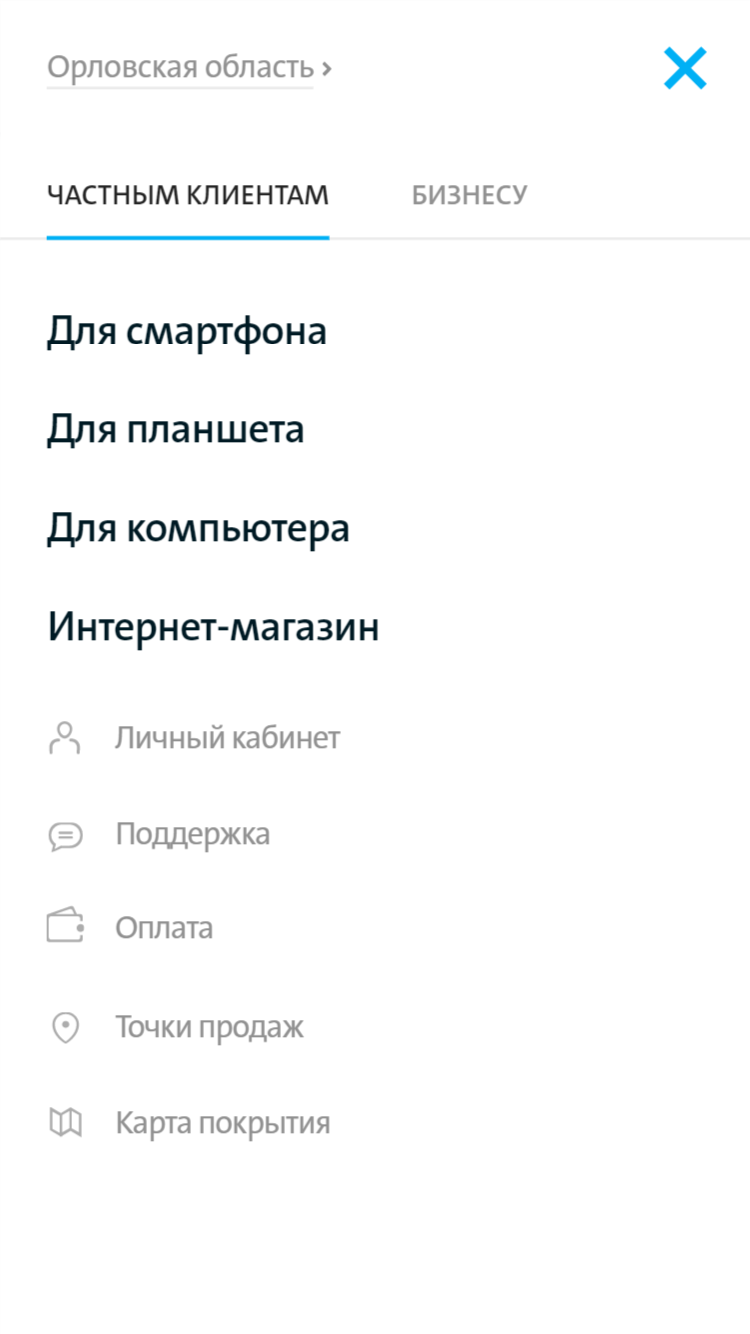 Орловская область ›
ЧАСТНЫМ КЛИЕНТАМ БИЗНЕСУ
Для смартфона
Для планшета
Для компьютера
Интернет-магазин
Личный кабинет
Поддержка
Оплата
Точки продаж
Карта покрытия